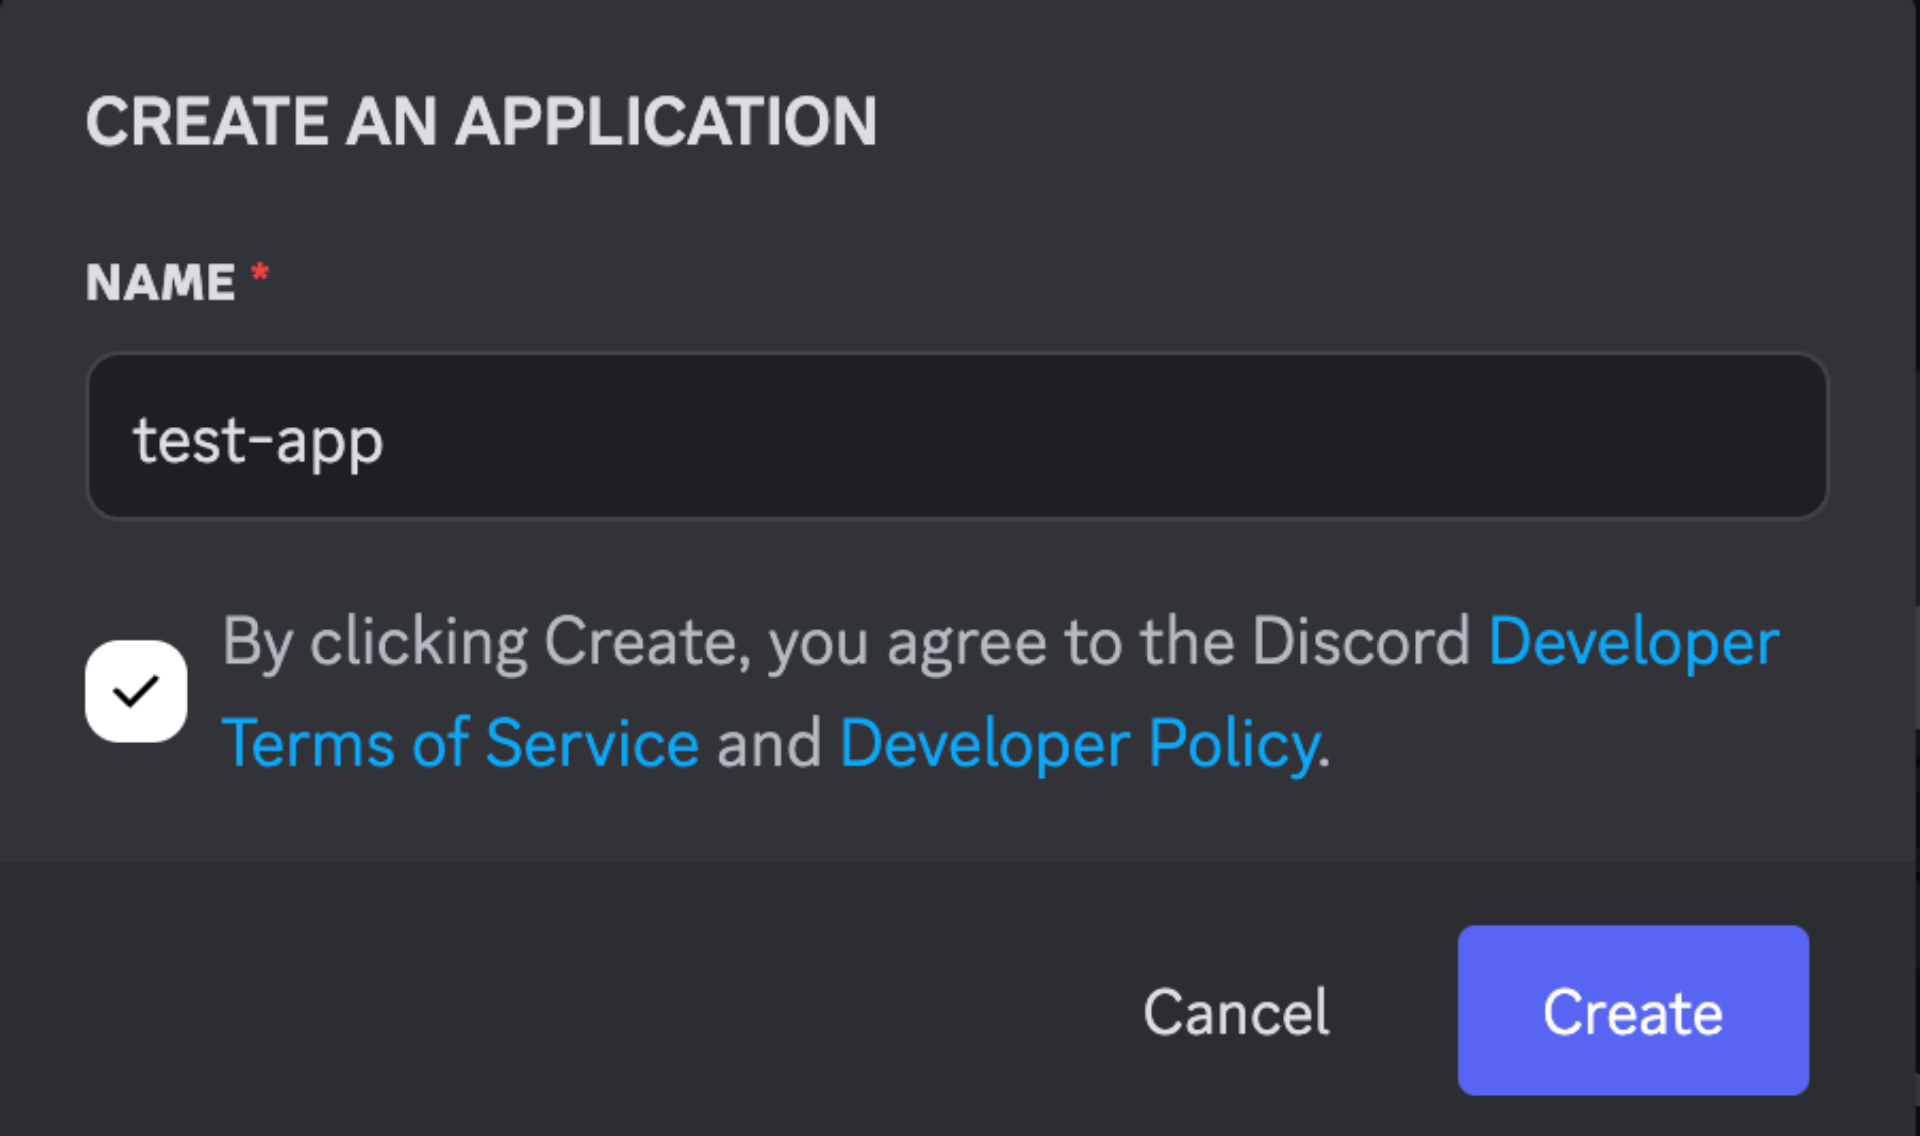 CREATE AN APPLICATION
NAME *
test-app
By clicking Create, you agree to the Discord Developer
Terms of Service and Developer Policy.
Cancel
Create